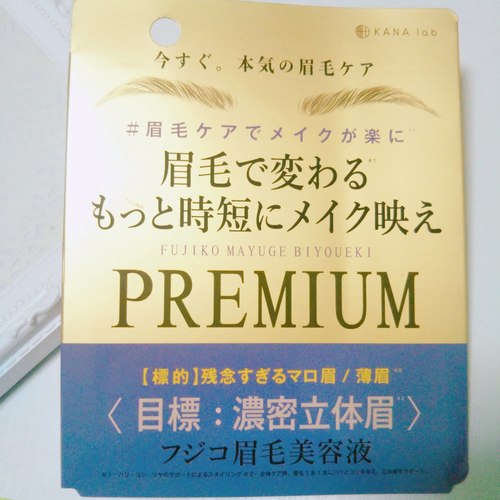 KANA lab
今すぐ。本気の眉毛ケア
#眉毛ケアでメイクが楽に
眉毛で変わる
もっと時短にメイク映え
FUJIKO MAYUGE BIYOUEKI
PREMIUM
【標的】残念すぎるマロ眉 / 薄眉
〈 目標：濃密立体眉 〉
フジコ眉毛美容液